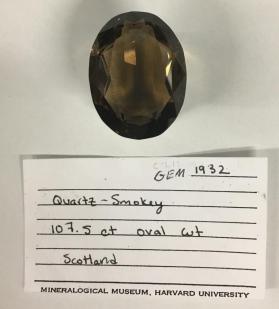 GEM 1932
Quartz - Smokey
107.5 ct oval cut
Scotland
MINERALOGICAL MUSEUM, HARVARD UNIVERSITY